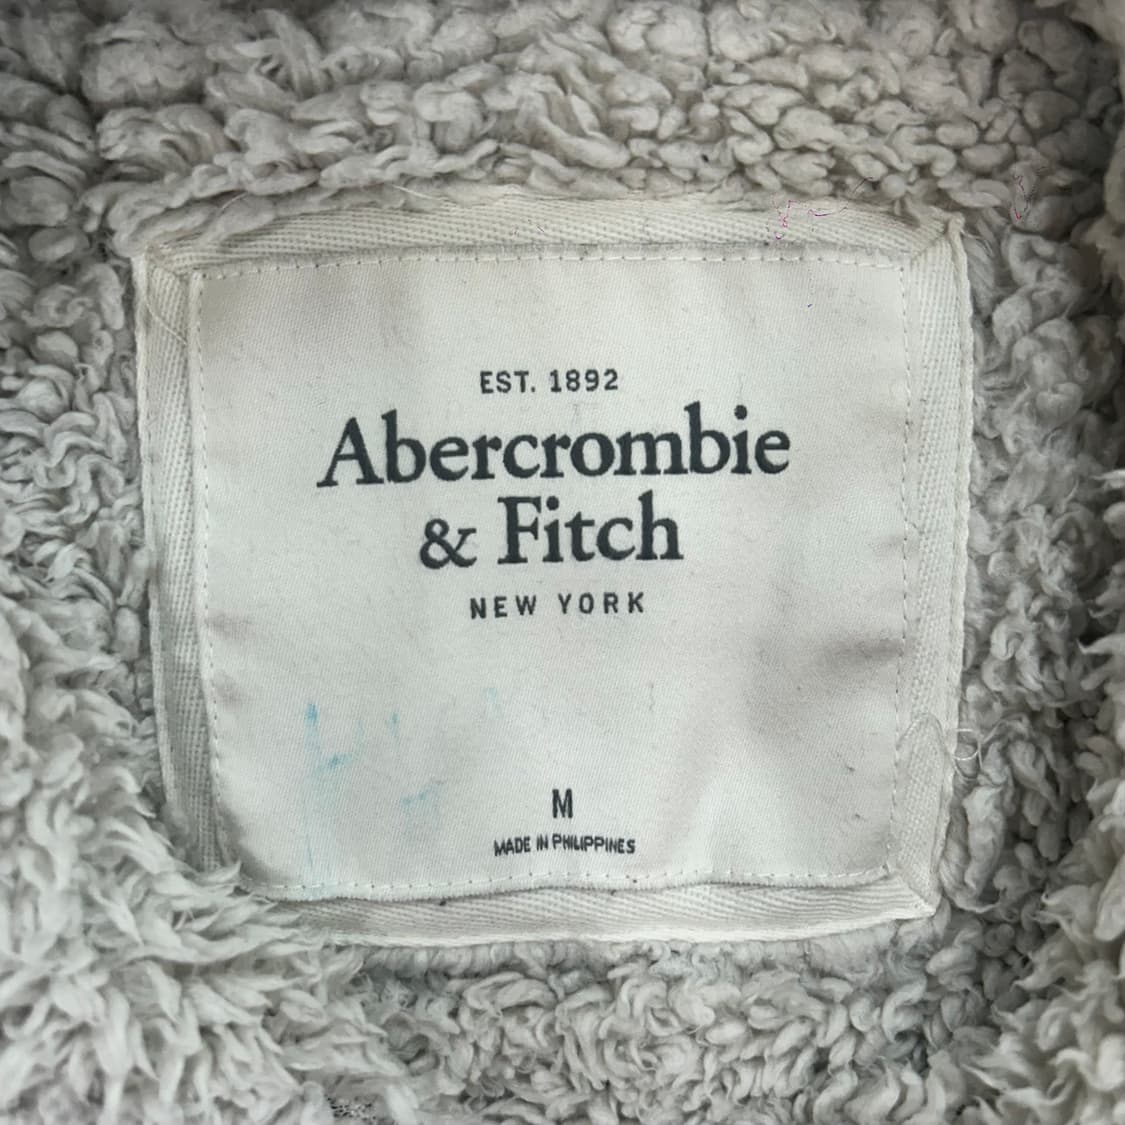 EST. 1892
Abercrombie
& Fitch
NEW YORK
M
MADE IN PHILIPPINES